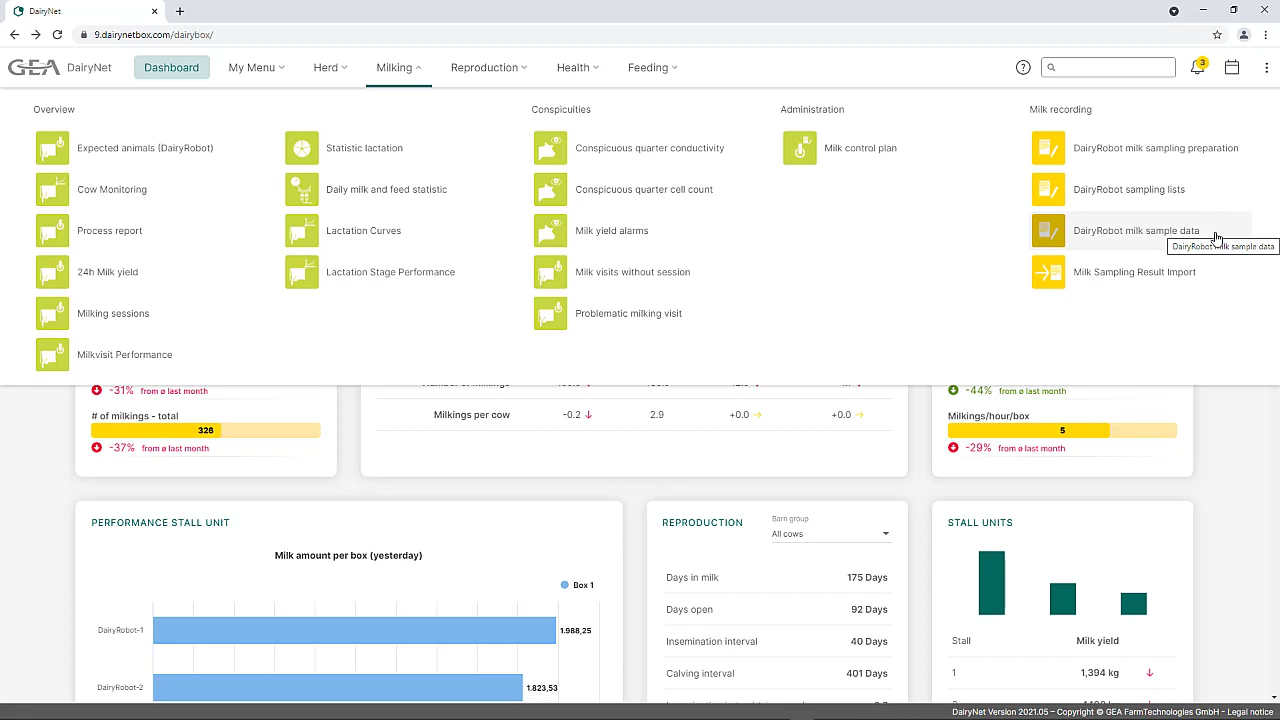 DairyNet
9.dairynetbox.com/dairybox/
GEA DairyNet
Dashboard
My Menu
Herd
Milking
Reproduction
Health
Feeding
3
Overview
Expected animals (DairyRobot)
Cow Monitoring
Process report
24h Milk yield
Milking sessions
Milkvisit Performance
Statistic lactation
Daily milk and feed statistic
Lactation Curves
Lactation Stage Performance
Conspicuities
Conspicuous quarter conductivity
Conspicuous quarter cell count
Milk yield alarms
Milk visits without session
Problematic milking visit
Administration
Milk control plan
Milk recording
DairyRobot milk sampling preparation
DairyRobot sampling lists
DairyRobot milk sample data
DairyRobot milk sample data
Milk Sampling Result Import
-31% from ø last month
# of milkings - total
326
-37% from ø last month
Milkings per cow -0.2 2.9 +0.0 +0.0
-44% from ø last month
Milkings/hour/box
5
-29% from ø last month
PERFORMANCE STALL UNIT
Milk amount per box (yesterday)
Box 1
DairyRobot-1 1.988,25
DairyRobot-2 1.823,53
REPRODUCTION
Barn group
All cows
Days in milk 175 Days
Days open 92 Days
Insemination interval 40 Days
Calving interval 401 Days
STALL UNITS
Stall Milk yield
1 1,394 kg
DairyNet Version 2021.05 – Copyright © GEA FarmTechnologies GmbH - Legal notice